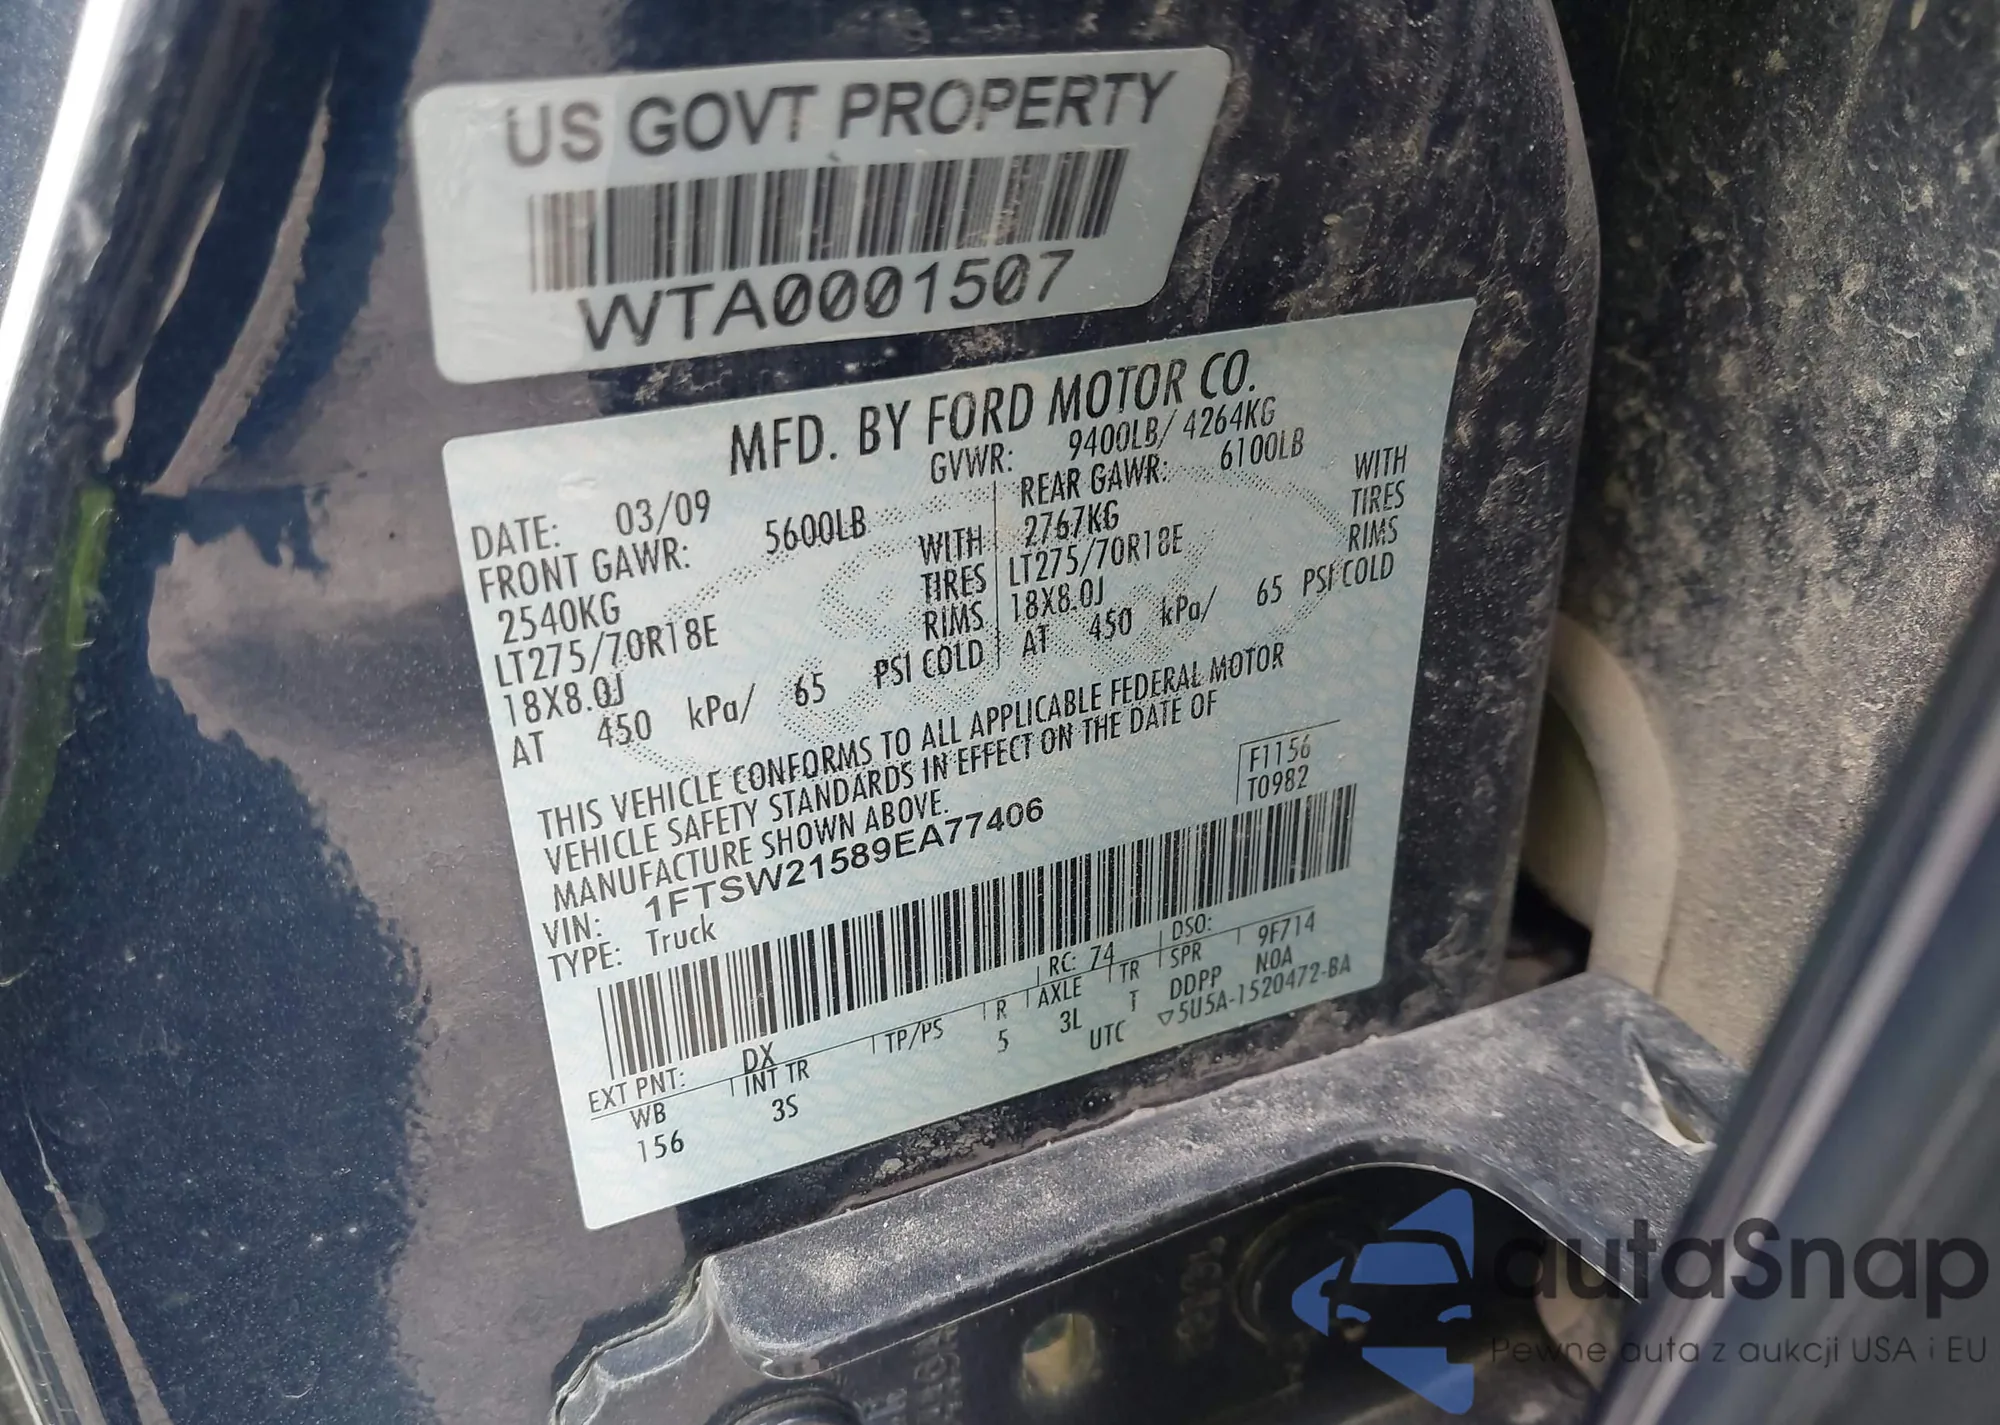 US GOVT PROPERTY
WTA0001507
MFD. BY FORD MOTOR CO.
DATE: 03/09 GVWR: 9400LB/ 4264KG
FRONT GAWR: 5600LB REAR GAWR: 6100LB
2540KG WITH 2767KG WITH
LT275/70R18E TIRES LT275/70R18E TIRES
18X8.0J RIMS 18X8.0J RIMS
AT 450 kPa/ 65 PSI COLD AT 450 kPa/ 65 PSI COLD
THIS VEHICLE CONFORMS TO ALL APPLICABLE FEDERAL MOTOR
VEHICLE SAFETY STANDARDS IN EFFECT ON THE DATE OF
MANUFACTURE SHOWN ABOVE.
F1156
T0982
VIN: 1FTSW21589EA77406
TYPE: Truck
EXT PNT: DX RC: 74 DSO: 9F714
WB INT TR TP/PS R AXLE TR SPR NOA
156 3S 5 3L T DDPP
UTC ▽5U5A-1520472-BA
autaSnap
Pewne auta z aukcji USA i EU